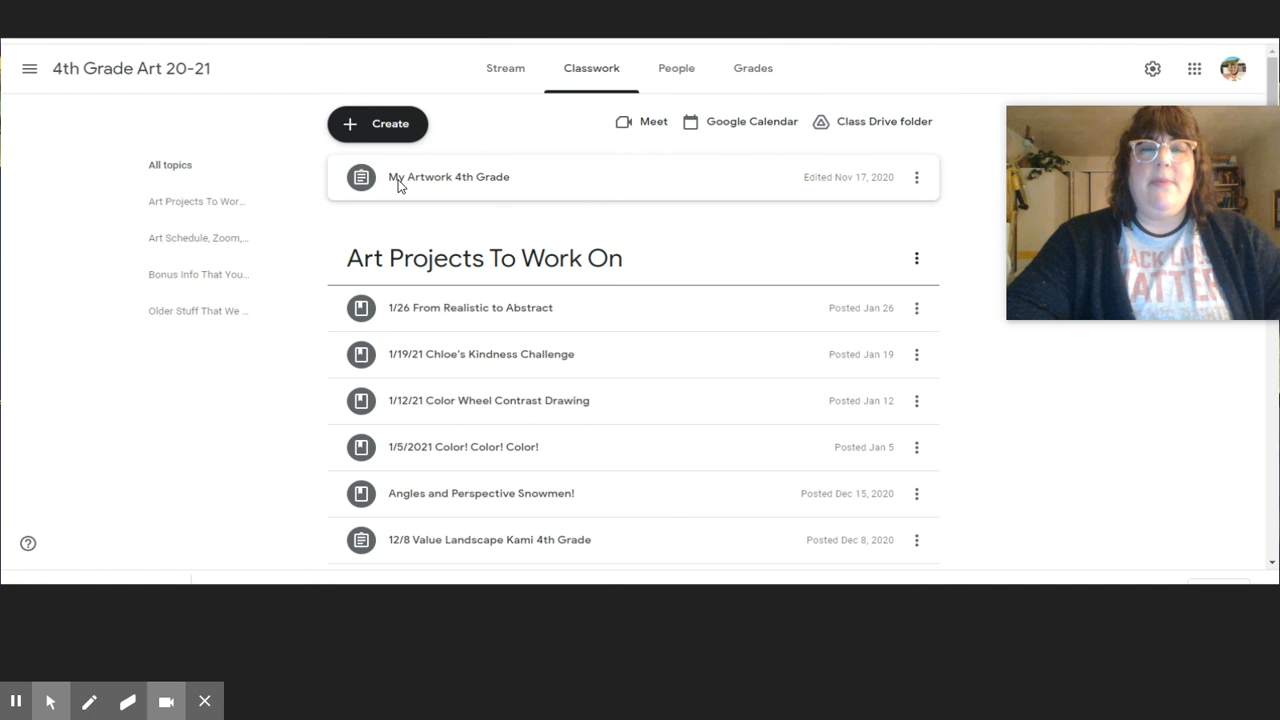 4th Grade Art 20-21
Stream
Classwork
People
Grades
Create
Meet
Google Calendar
Class Drive folder
All topics
Art Projects To Wor...
Art Schedule, Zoom,...
Bonus Info That You...
Older Stuff That We ...
My Artwork 4th Grade
Edited Nov 17, 2020
Art Projects To Work On
1/26 From Realistic to Abstract
Posted Jan 26
1/19/21 Chloe's Kindness Challenge
Posted Jan 19
1/12/21 Color Wheel Contrast Drawing
Posted Jan 12
1/5/2021 Color! Color! Color!
Posted Jan 5
Angles and Perspective Snowmen!
Posted Dec 15, 2020
12/8 Value Landscape Kami 4th Grade
Posted Dec 8, 2020
MATTER